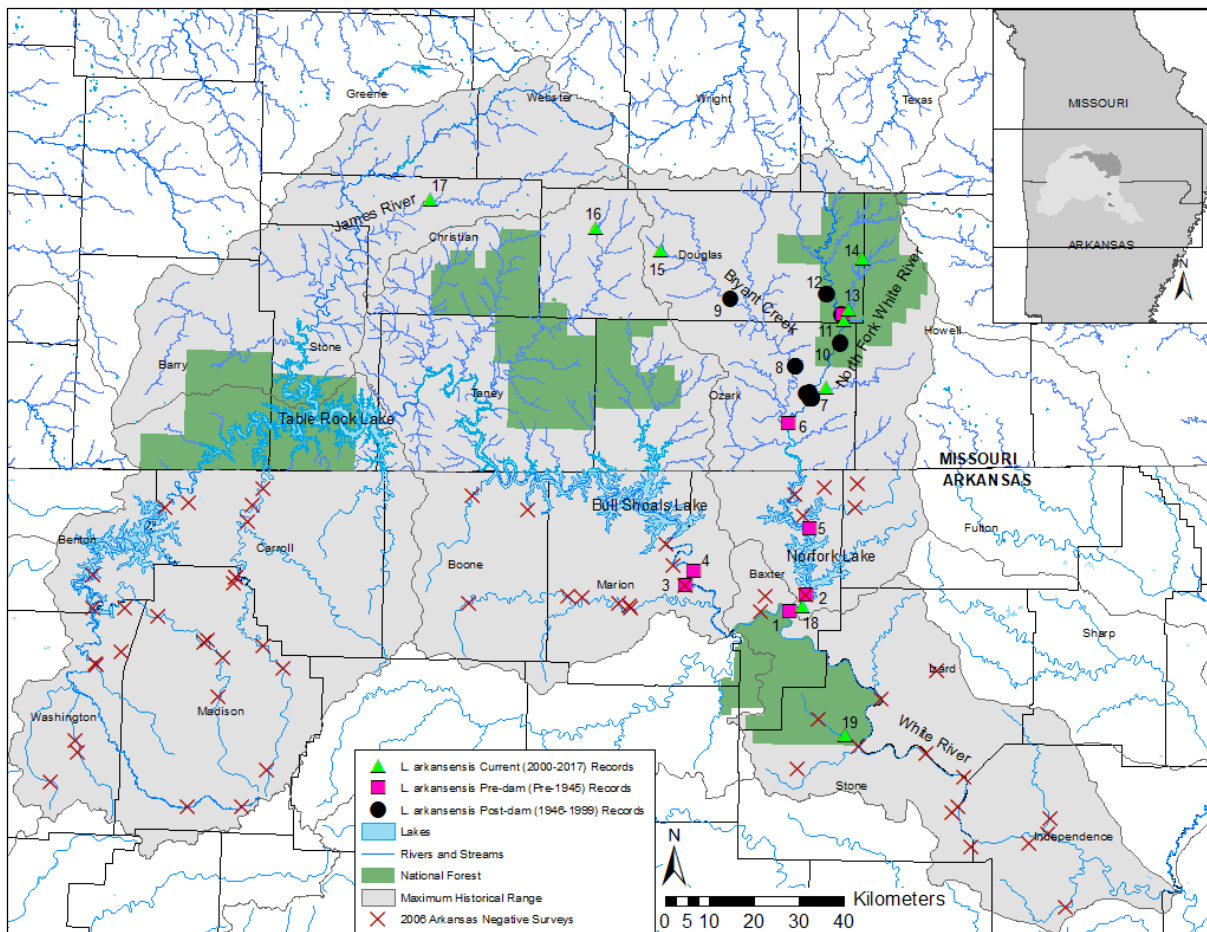 Greene
Webster
Wright
Texas
MISSOURI
ARKANSAS
N
17
James River
Christian
16
15
Douglas
14
12
13
9
Bryant Creek
11
10
North Fork White River
Howell
Stone
Barry
8
Taney
Ozark
7
Table Rock Lake
6
MISSOURI
ARKANSAS
Bull Shoals Lake
5
Fulton
Benton
Carroll
Norfork Lake
Boone
4
Baxter
Marion
3
2
1
18
Sharp
Izard
Washington
Madison
19
White River
Stone
Independence
L. arkansensis Current (2000-2017) Records
L. arkansensis Pre-dam (Pre-1945) Records
L. arkansensis Post-dam (1946-1999) Records
Lakes
Rivers and Streams
National Forest
Maximum Historical Range
2006 Arkansas Negative Surveys
N
Kilometers
0 5 10 20 30 40